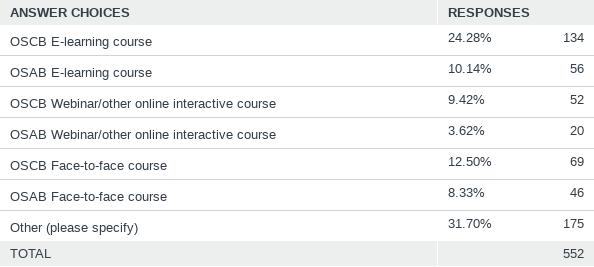 ANSWER CHOICES RESPONSES
OSCB E-learning course 24.28% 134
OSAB E-learning course 10.14% 56
OSCB Webinar/other online interactive course 9.42% 52
OSAB Webinar/other online interactive course 3.62% 20
OSCB Face-to-face course 12.50% 69
OSAB Face-to-face course 8.33% 46
Other (please specify) 31.70% 175
TOTAL 552